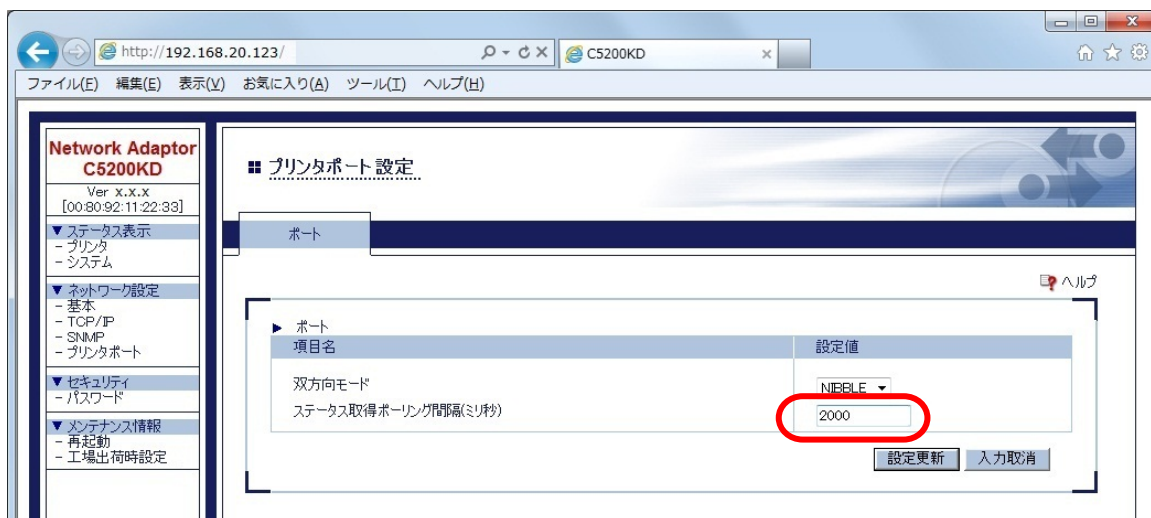 http://192.168.20.123/
C5200KD
ファイル(F) 編集(E) 表示(V) お気に入り(A) ツール(T) ヘルプ(H)
Network Adaptor
C5200KD
Ver x.x.x
[00:80:92:11:22:33]
▼ ステータス表示
- プリンタ
- システム
▼ ネットワーク設定
- 基本
- TCP/IP
- SNMP
- プリンタポート
▼ セキュリティ
- パスワード
▼ メンテナンス情報
- 再起動
- 工場出荷時設定
プリンタポート設定
ポート
ヘルプ
ポート
項目名 設定値
双方向モード NIBBLE
ステータス取得ポーリング間隔(ミリ秒) 2000
設定更新 入力取消